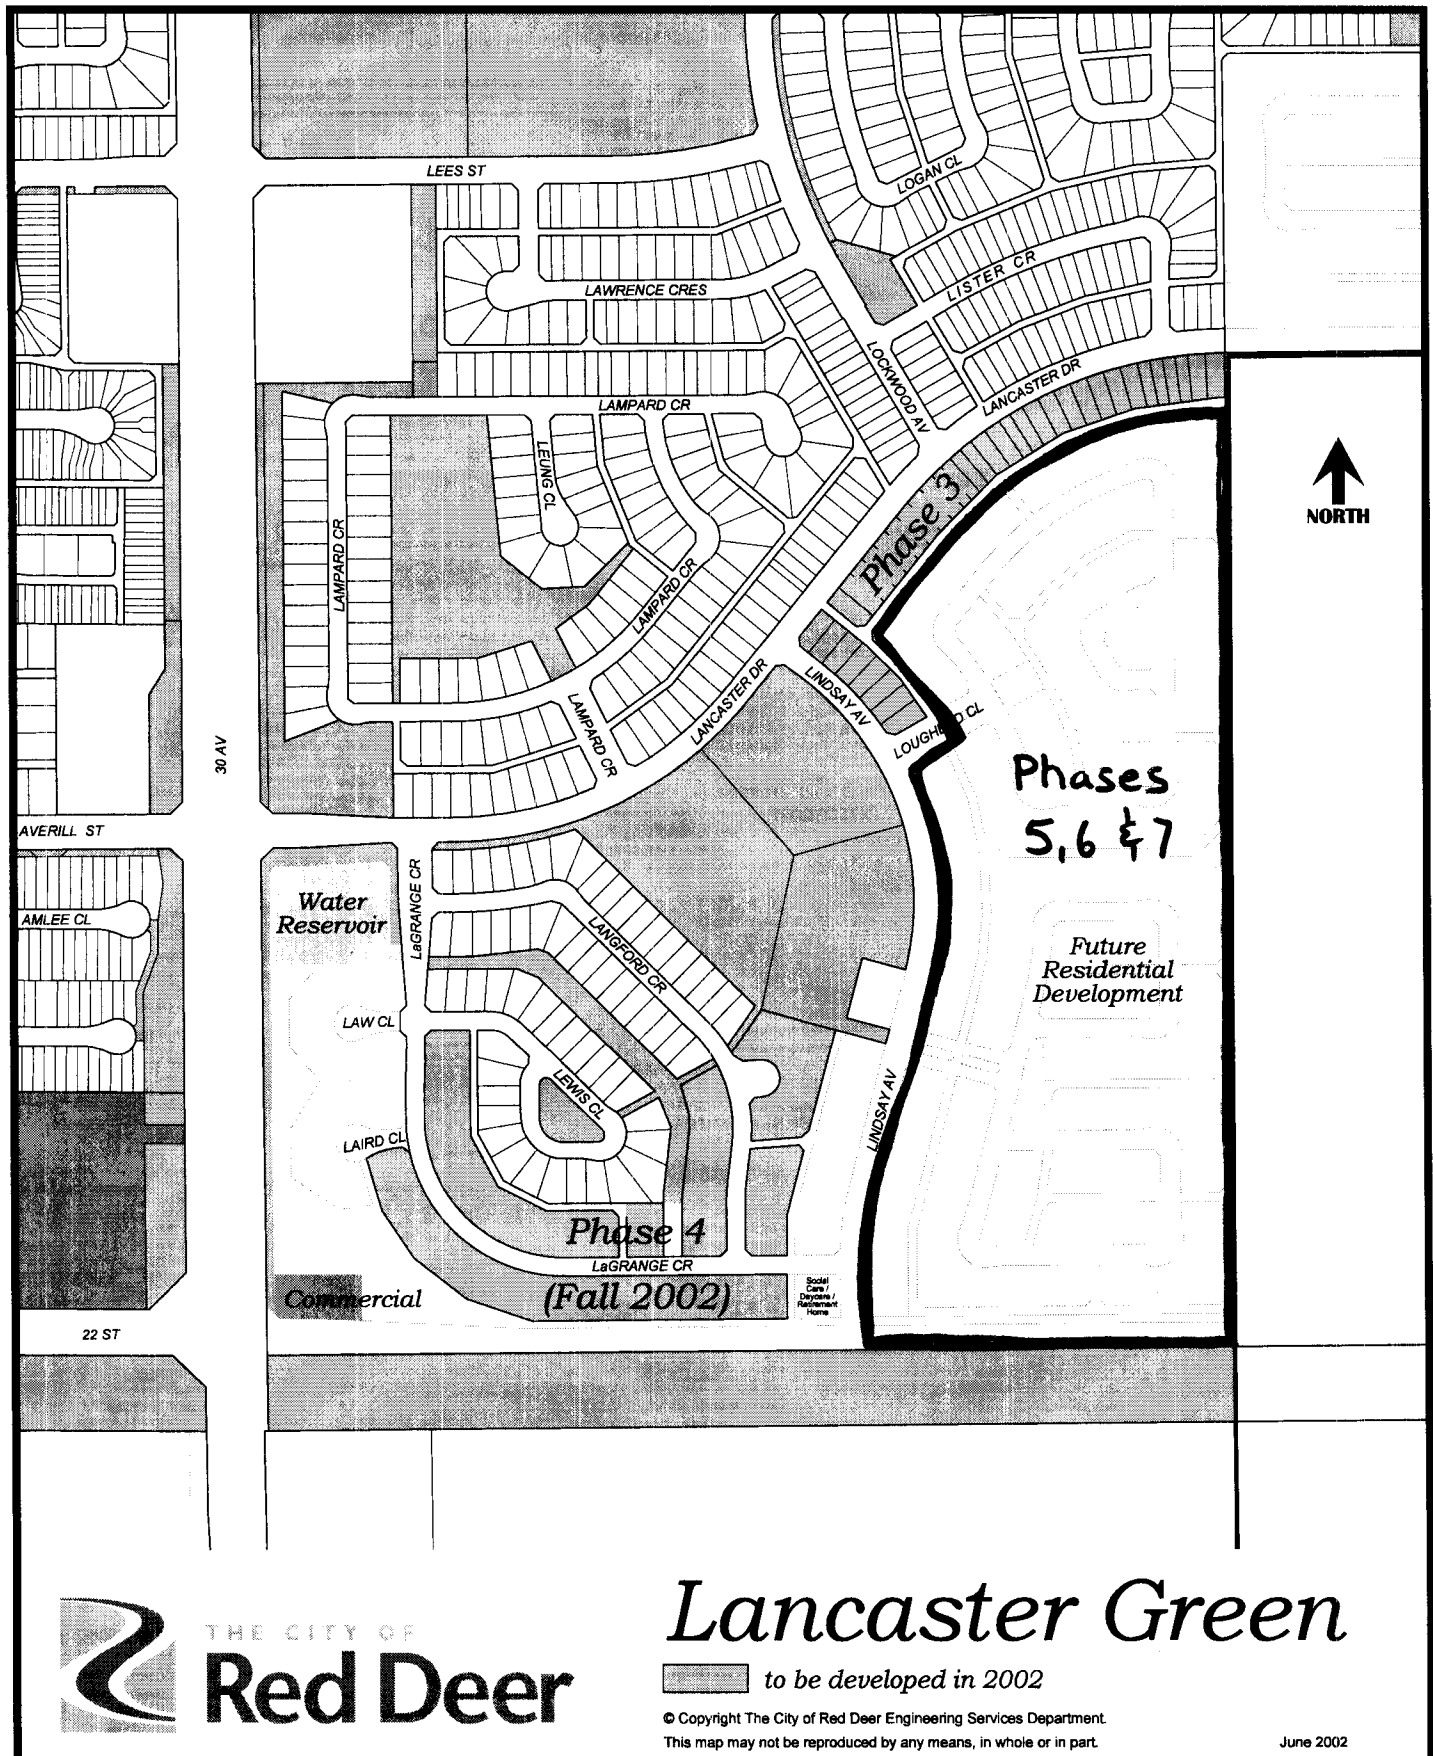 LEES ST
LOGAN CL
LISTER CR
LAWRENCE CRES
LOCKWOOD AV
LANCASTER DR
LAMPARD CR
LEUNG CL
NORTH
Phase 3
LAMPARD CR
LAMPARD CR
LANCASTER DR
LINDSAY AV
LAMPARD CR
LOUGHEED CL
30 AV
Phases
5,6 & 7
AVERILL ST
Water
Reservoir
LaGRANGE CR
AMLEE CL
LANGFORD CR
Future
Residential
Development
LAW CL
LEWIS CL
LINDSAY AV
LAIRD CL
Phase 4
LaGRANGE CR
(Fall 2002)
Commercial
Social
Care /
Daycare /
Retirement
Home
22 ST
THE CITY OF
Red Deer
Lancaster Green
to be developed in 2002
© Copyright The City of Red Deer Engineering Services Department.
This map may not be reproduced by any means, in whole or in part.
June 2002